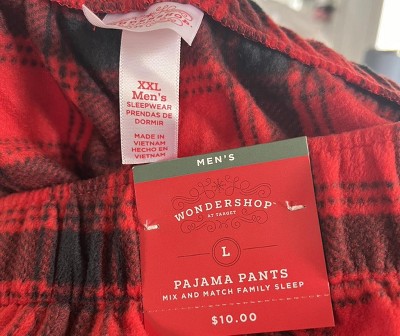 WONDERSHOP
XXL
Men's
SLEEPWEAR
PRENDAS DE
DORMIR
MADE IN
VIETNAM
HECHO EN
VIETNAM
MEN'S
WONDERSHOP
AT TARGET
L
PAJAMA PANTS
MIX AND MATCH FAMILY SLEEP
$10.00